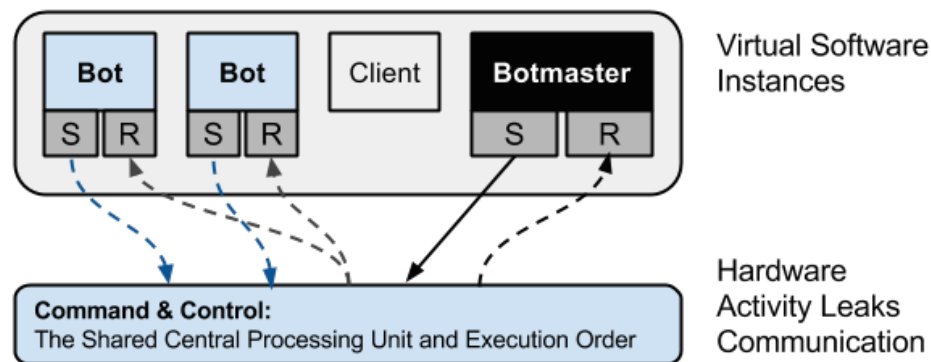 Bot
Bot
Client
Botmaster
S
R
S
R
S
R
Virtual Software
Instances
Command & Control:
The Shared Central Processing Unit and Execution Order
Hardware
Activity Leaks
Communication